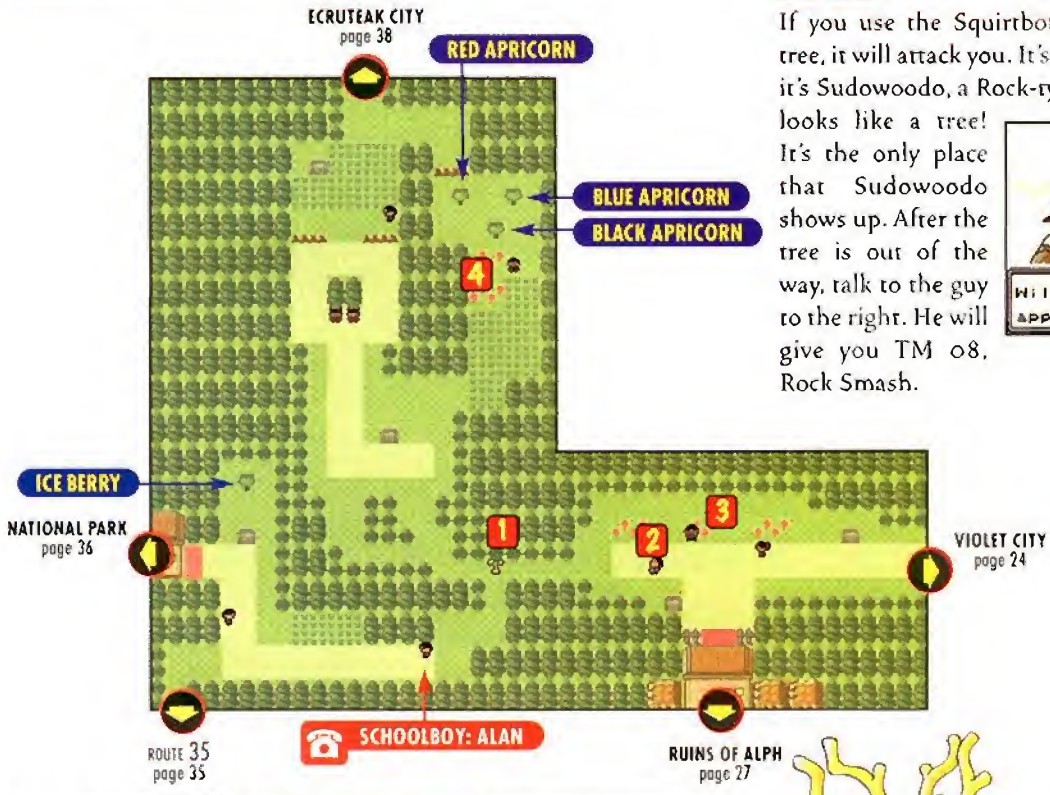 ECRUTEAK CITY
page 38
RED APRICORN
BLUE APRICORN
BLACK APRICORN
4
ICE BERRY
NATIONAL PARK
page 36
1
2
3
VIOLET CITY
page 24
ROUTE 35
page 35
SCHOOLBOY: ALAN
RUINS OF ALPH
page 27
If you use the
tree, it will attack you. It's
it's Sudowoodo, a
looks like a tree!
It's the only place
that Sudowoodo
shows up. After the
tree is out of the
way, talk to the guy
to the right. He will
give you TM 08,
Rock Smash.